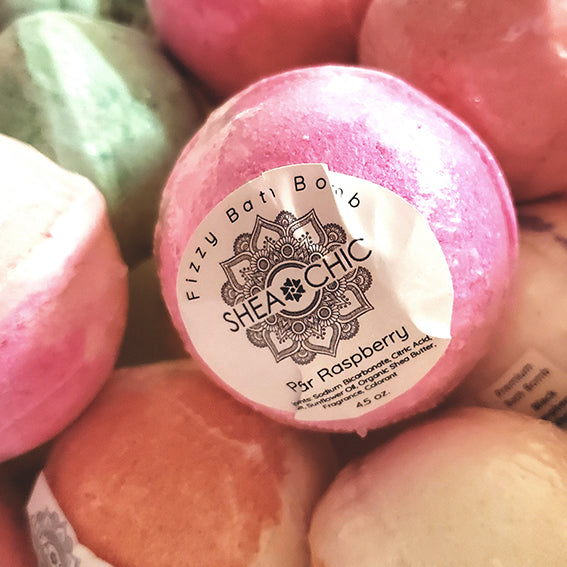 Fizzy Bath Bomb
SHEA CHIC
Raspberry
Sodium Bicarbonate, Citric Acid,
Sunflower Oil, Organic Shea Butter,
Fragrance, Colorant
4.5 oz.
Premium
Bath Bomb
Black